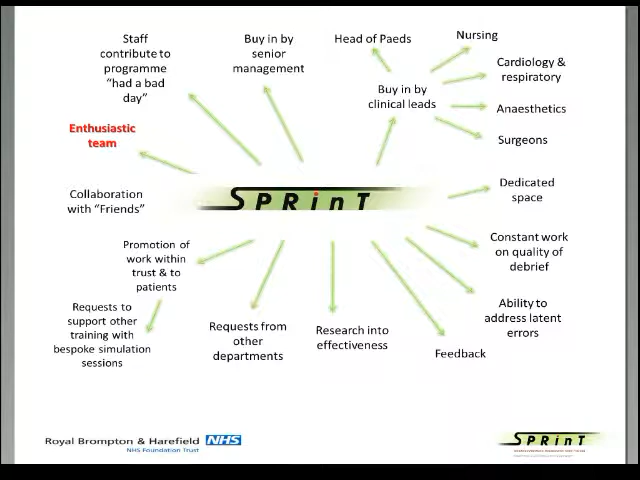 Staff
contribute to
programme
“had a bad
day”
Buy in by
senior
management
Head of Paeds
Nursing
Buy in by
clinical leads
Cardiology &
respiratory
Anaesthetics
Surgeons
Enthusiastic
team
Collaboration
with “Friends”
SPRinT
Dedicated
space
Promotion of
work within
trust & to
patients
Constant work
on quality of
debrief
Requests to
support other
training with
bespoke simulation
sessions
Requests from
other
departments
Research into
effectiveness
Feedback
Ability to
address latent
errors
Royal Brompton & Harefield NHS
NHS Foundation Trust
SPRinT